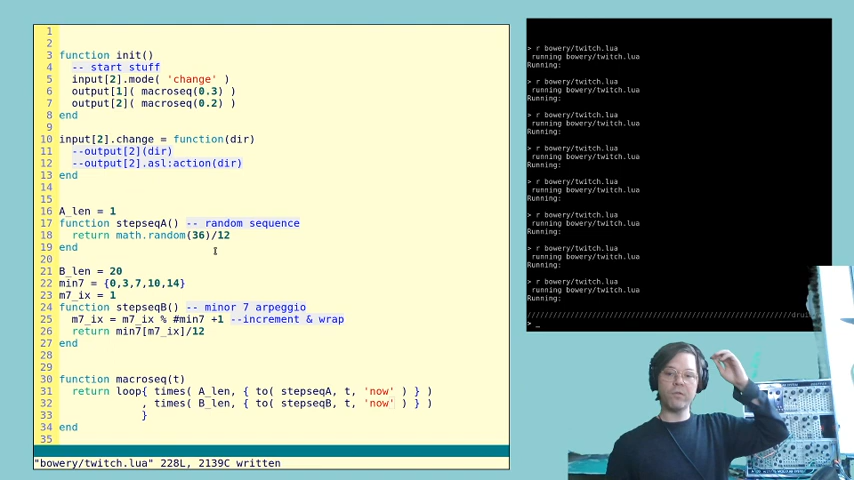 1
2
3 function init()
4 -- start stuff
5 input[2].mode( 'change' )
6 output[1]( macroseq(0.3) )
7 output[2]( macroseq(0.2) )
8 end
9
10 input[2].change = function(dir)
11 --output[2](dir)
12 --output[2].asl:action(dir)
13 end
14
15
16 A_len = 1
17 function stepseqA() -- random sequence
18 return math.random(36)/12
19 end
20
21 B_len = 20
22 min7 = {0,3,7,10,14}
23 m7_ix = 1
24 function stepseqB() -- minor 7 arpeggio
25 m7_ix = m7_ix % #min7 +1 --increment & wrap
26 return min7[m7_ix]/12
27 end
28
29
30 function macroseq(t)
31 return loop{ times( A_len, { to( stepseqA, t, 'now' ) } )
32 , times( B_len, { to( stepseqB, t, 'now' ) } )
33 }
34 end
35
"bowery/twitch.lua" 228L, 2139C written
> r bowery/twitch.lua
running bowery/twitch.lua
Running:
> r bowery/twitch.lua
running bowery/twitch.lua
Running:
> r bowery/twitch.lua
running bowery/twitch.lua
Running:
> r bowery/twitch.lua
running bowery/twitch.lua
Running:
> r bowery/twitch.lua
running bowery/twitch.lua
Running:
> r bowery/twitch.lua
running bowery/twitch.lua
Running:
> r bowery/twitch.lua
running bowery/twitch.lua
Running:
> r bowery/twitch.lua
running bowery/twitch.lua
Running:
> _